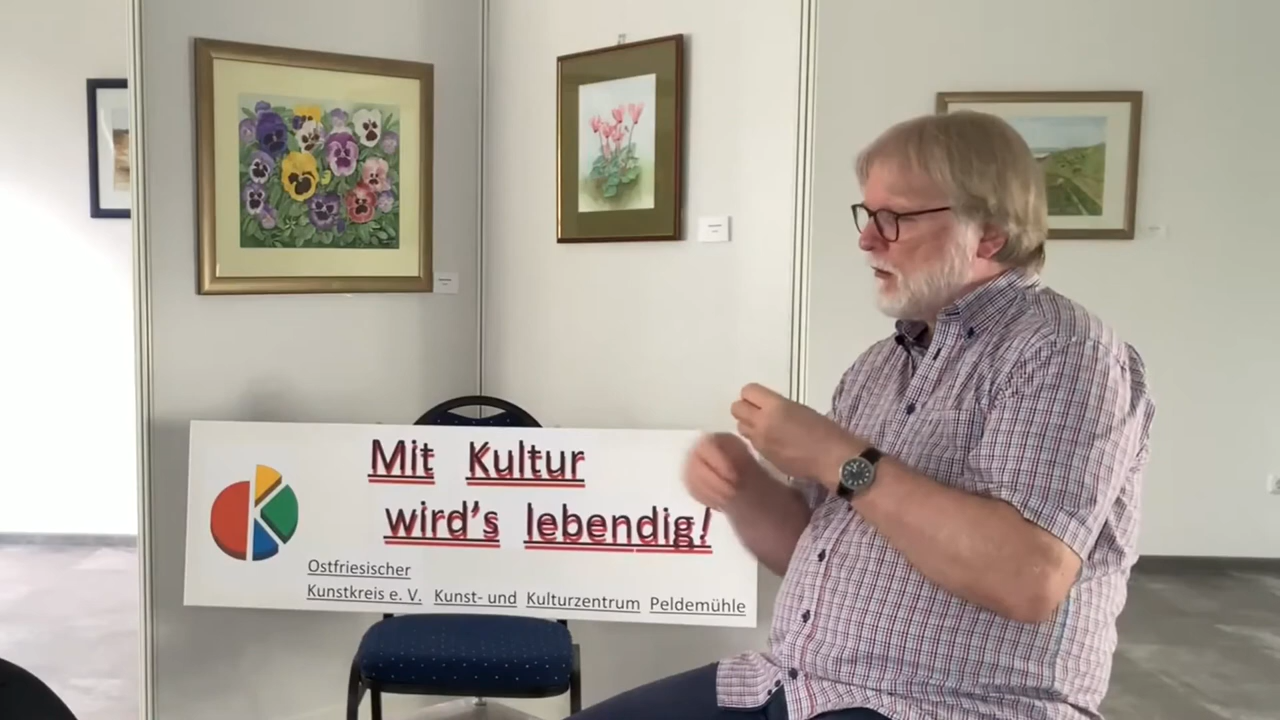 Mit Kultur
wird's lebendig!
Ostfriesischer
Kunstkreis e. V. Kunst- und Kulturzentrum Peldemühle